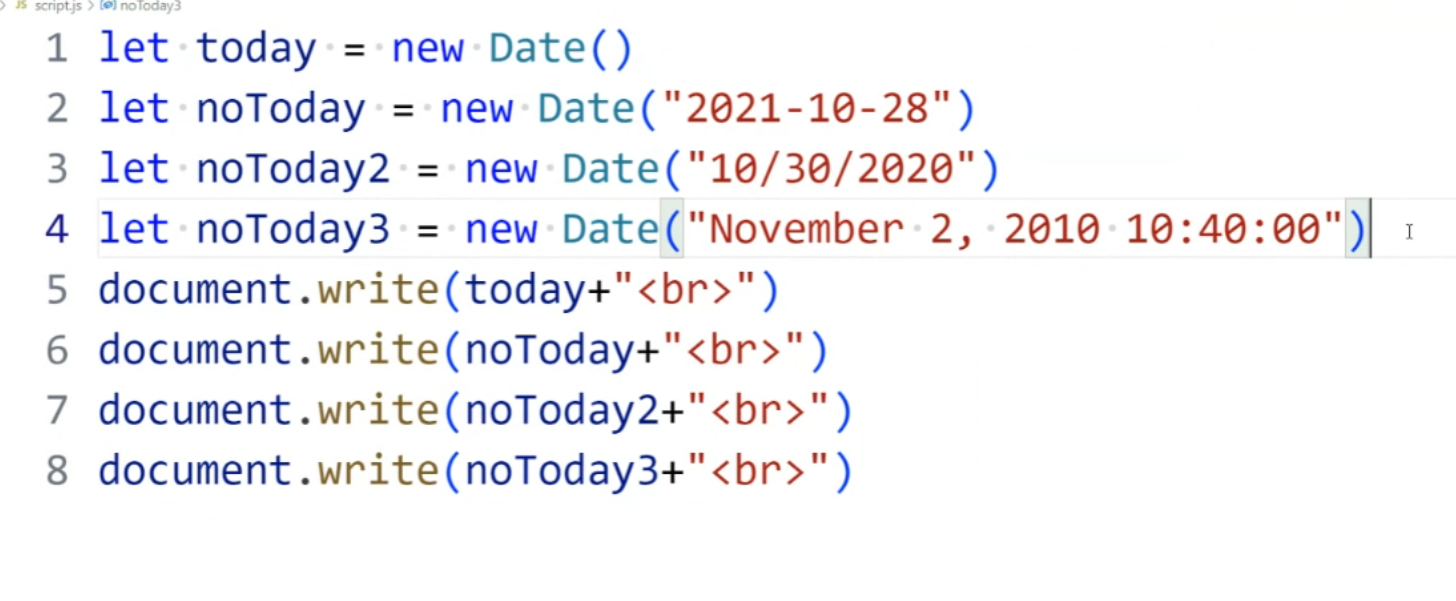 JS script.js > noToday3
1 let today = new Date()
2 let noToday = new Date("2021-10-28")
3 let noToday2 = new Date("10/30/2020")
4 let noToday3 = new Date("November 2, 2010 10:40:00")
5 document.write(today+"<br>")
6 document.write(noToday+"<br>")
7 document.write(noToday2+"<br>")
8 document.write(noToday3+"<br>")